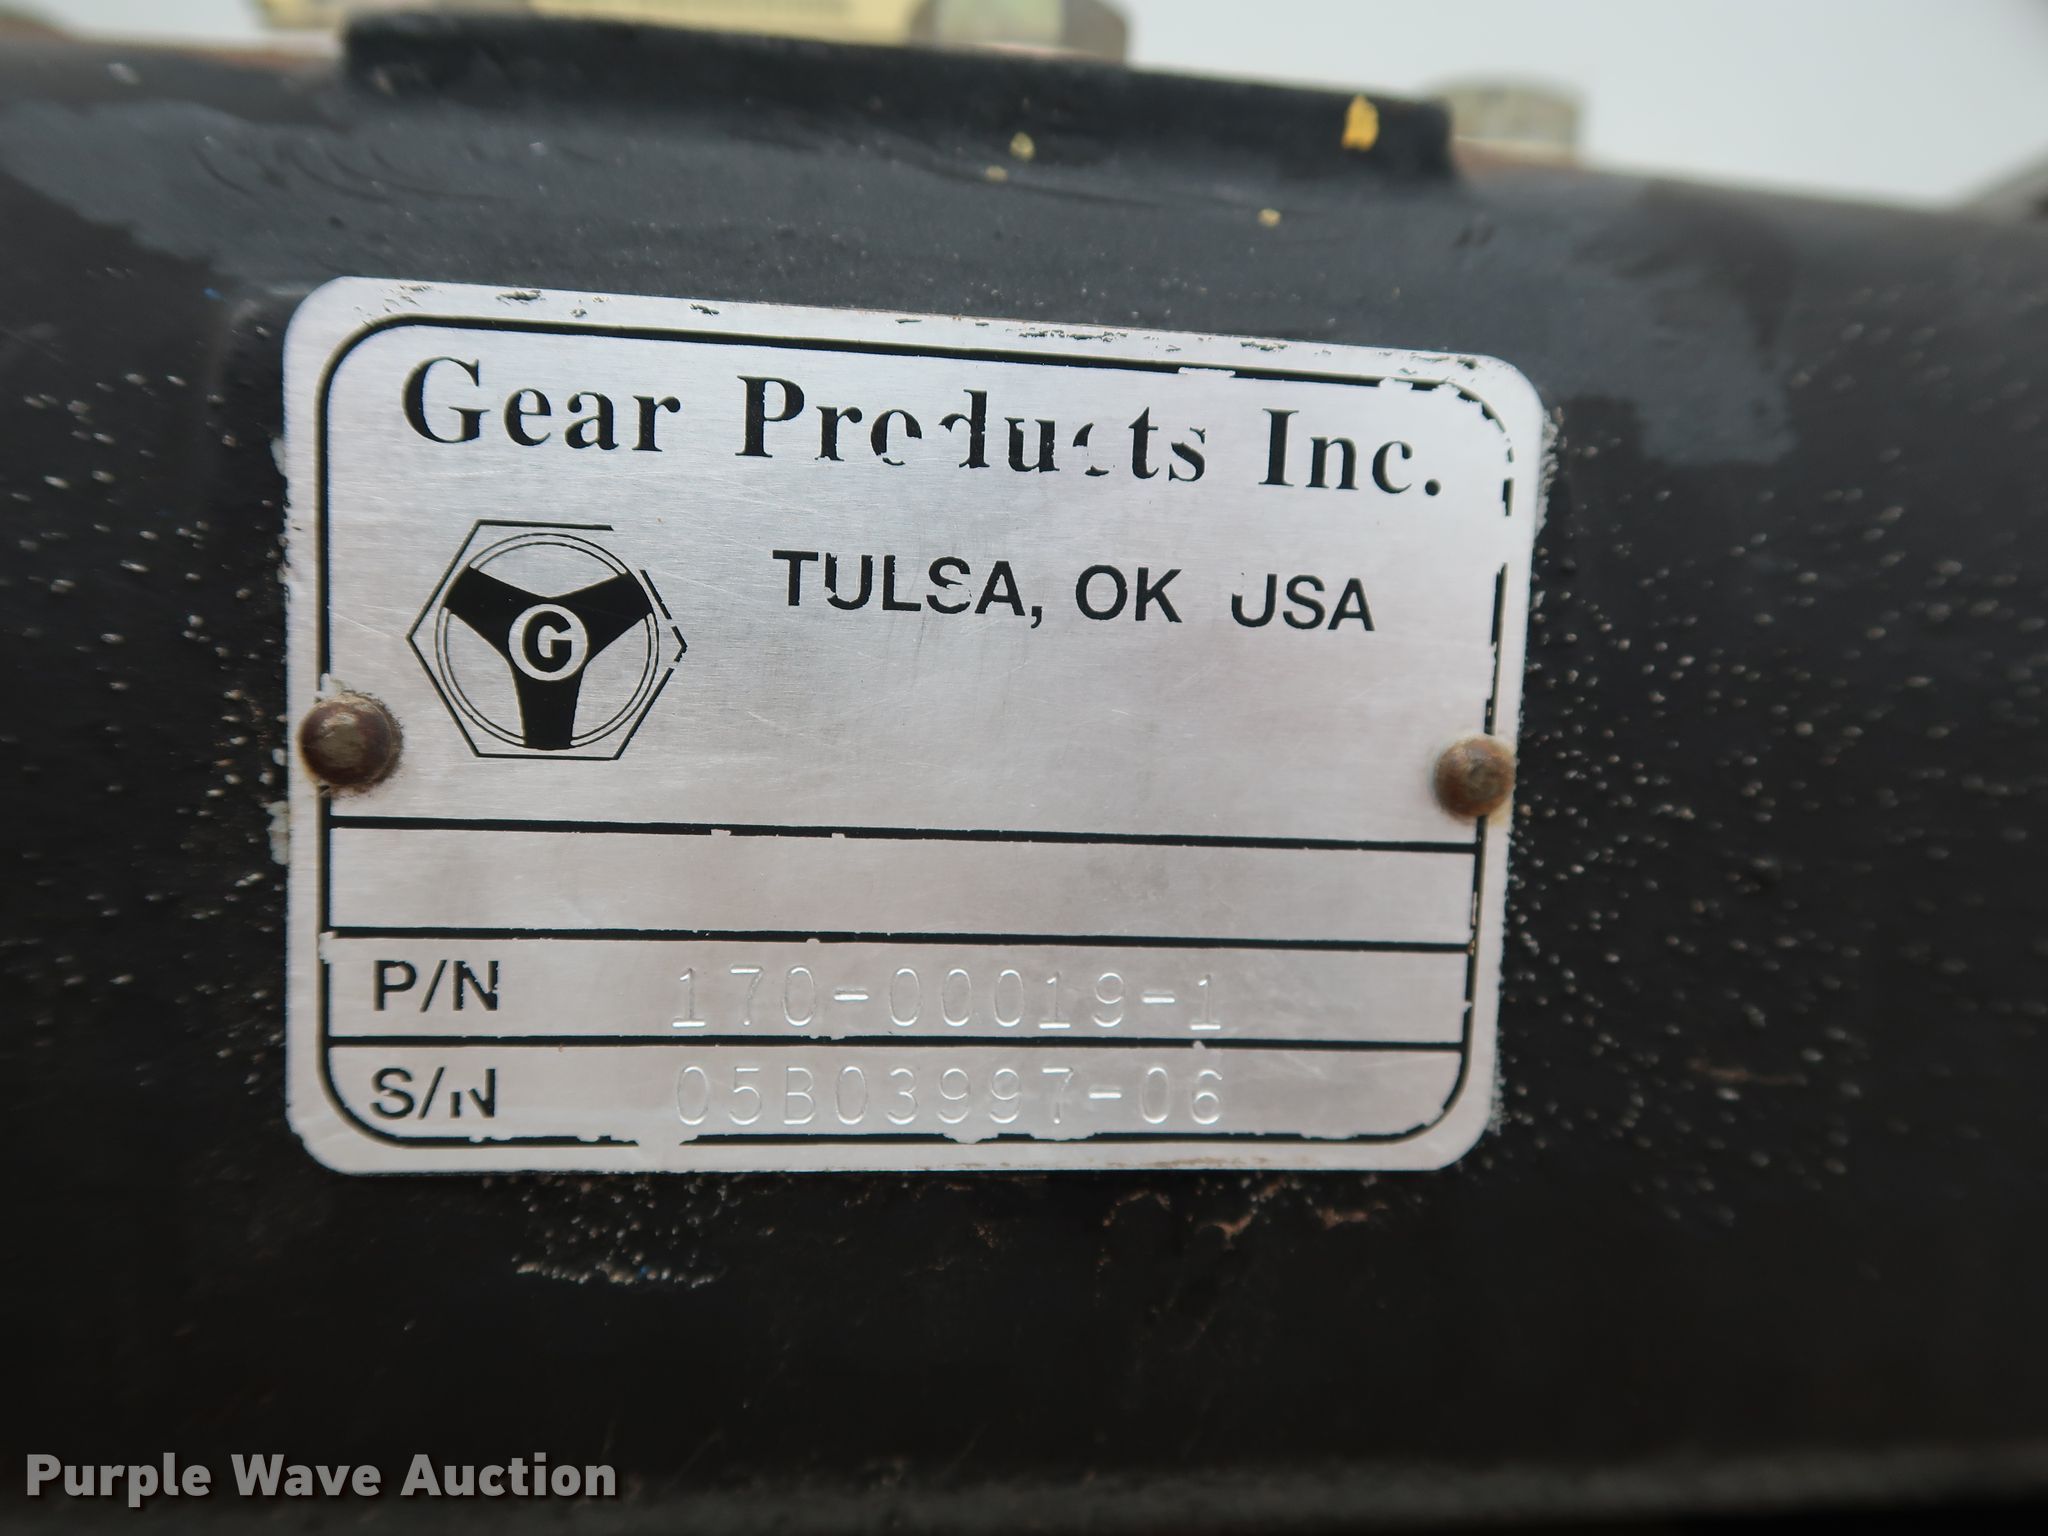 Gear Products Inc.
TULSA, OK USA
G
P/N 170-00019-1
S/N 05B03997-06
Purple Wave Auction